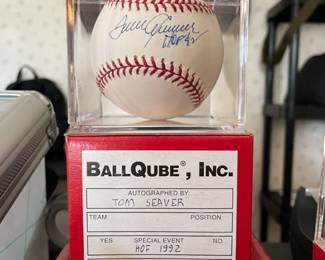 Tom Seaver
HOF 92
BALLQUBE®, INC.
AUTOGRAPHED BY:
TOM SEAVER
TEAM POSITION
YES SPECIAL EVENT NO
HOF 1992